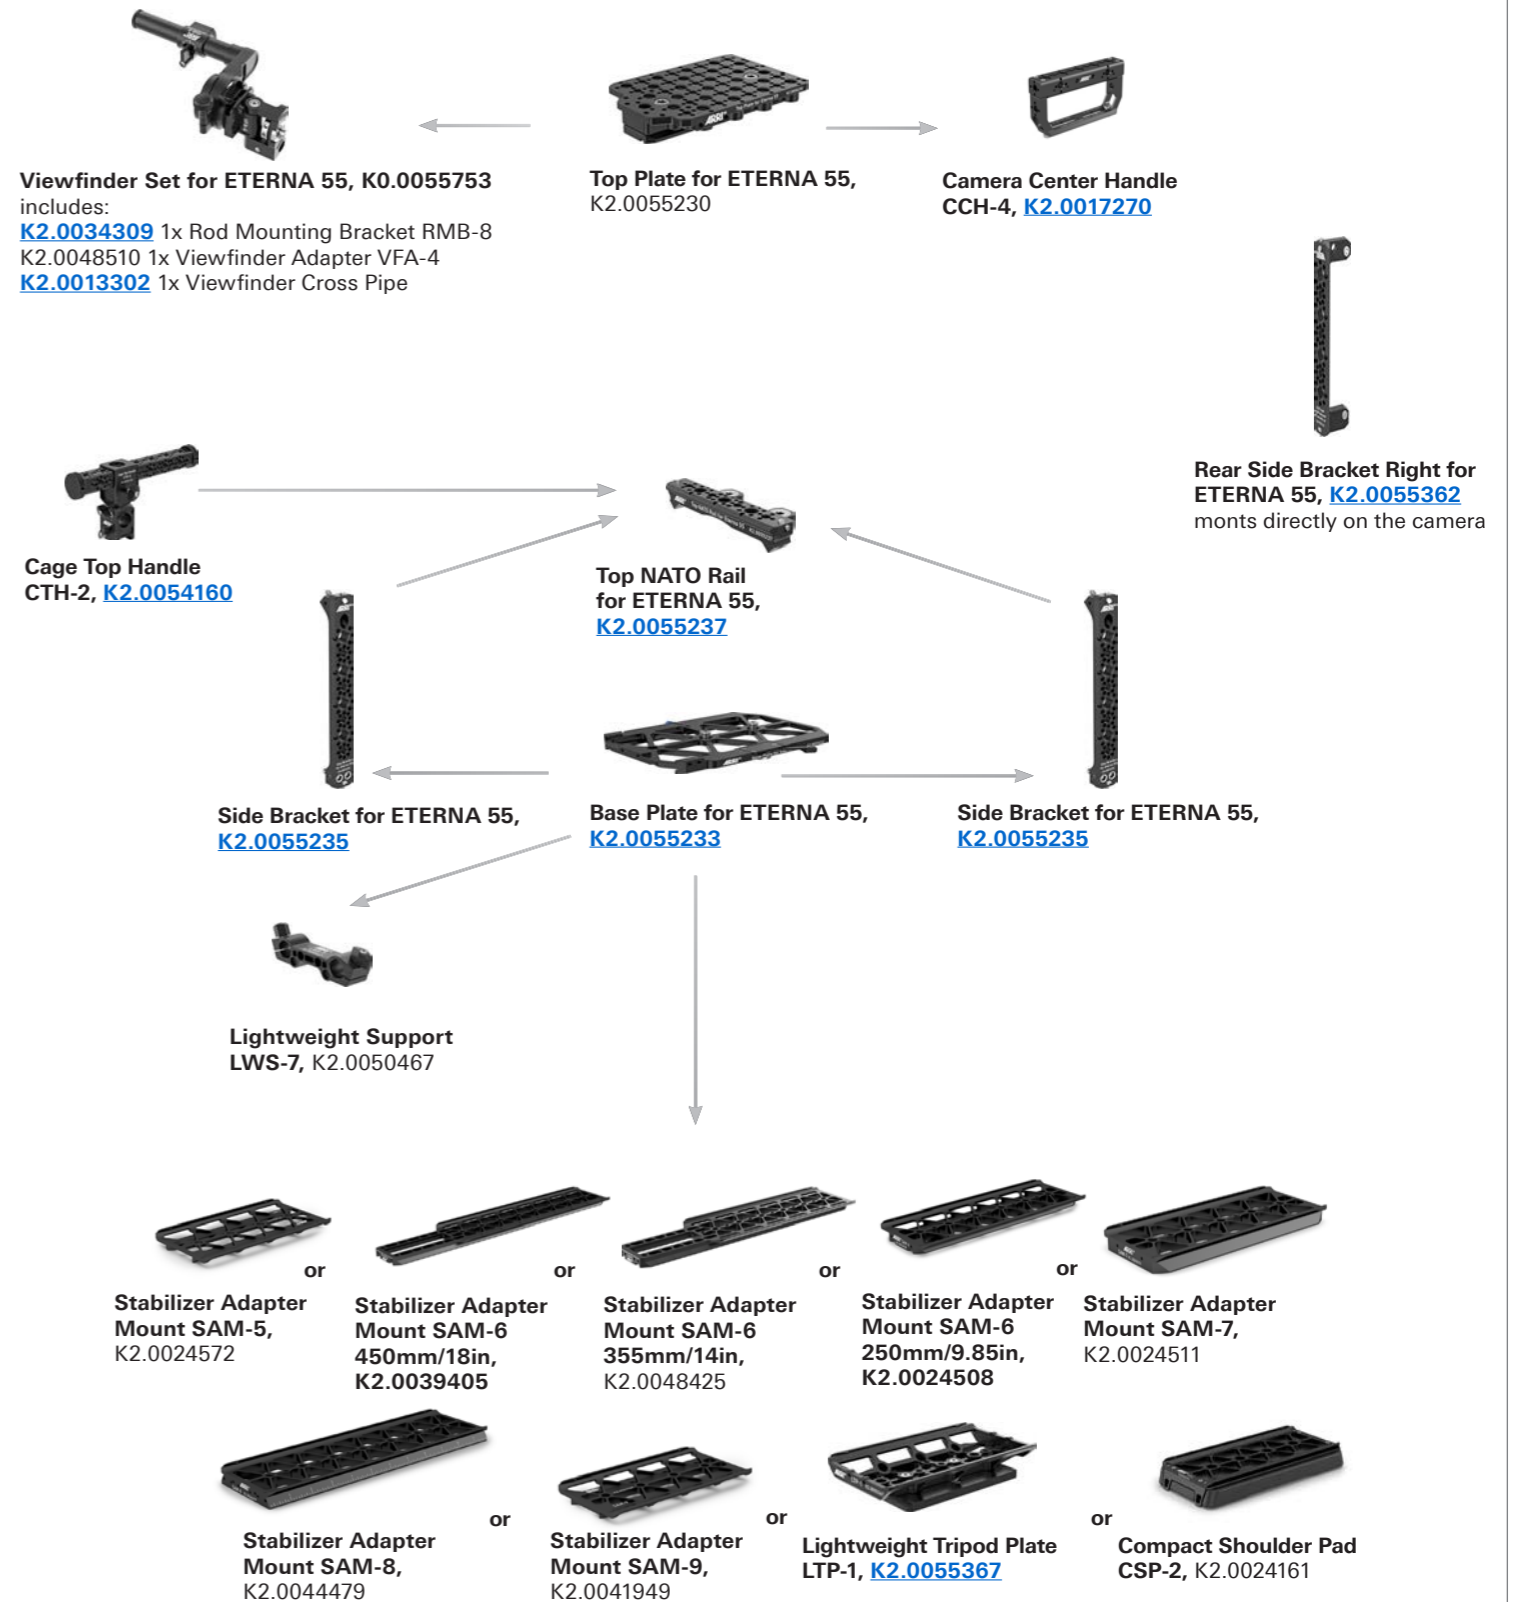 Viewfinder Set for ETERNA 55, K0.0055753
includes:
K2.0034309 1x Rod Mounting Bracket RMB-8
K2.0048510 1x Viewfinder Adapter VFA-4
K2.0013302 1x Viewfinder Cross Pipe
Top Plate for ETERNA 55,
K2.0055230
Camera Center Handle
CCH-4, K2.0017270
Rear Side Bracket Right for
ETERNA 55, K2.0055362
monts directly on the camera
Cage Top Handle
CTH-2, K2.0054160
Top NATO Rail
for ETERNA 55,
K2.0055237
Side Bracket for ETERNA 55,
K2.0055235
Base Plate for ETERNA 55,
K2.0055233
Side Bracket for ETERNA 55,
K2.0055235
Lightweight Support
LWS-7, K2.0050467
Stabilizer Adapter
Mount SAM-5,
K2.0024572
or
Stabilizer Adapter
Mount SAM-6
450mm/18in,
K2.0039405
or
Stabilizer Adapter
Mount SAM-6
355mm/14in,
K2.0048425
or
Stabilizer Adapter
Mount SAM-6
250mm/9.85in,
K2.0024508
or
Stabilizer Adapter
Mount SAM-7,
K2.0024511
Stabilizer Adapter
Mount SAM-8,
K2.0044479
or
Stabilizer Adapter
Mount SAM-9,
K2.0041949
or
Lightweight Tripod Plate
LTP-1, K2.0055367
or
Compact Shoulder Pad
CSP-2, K2.0024161